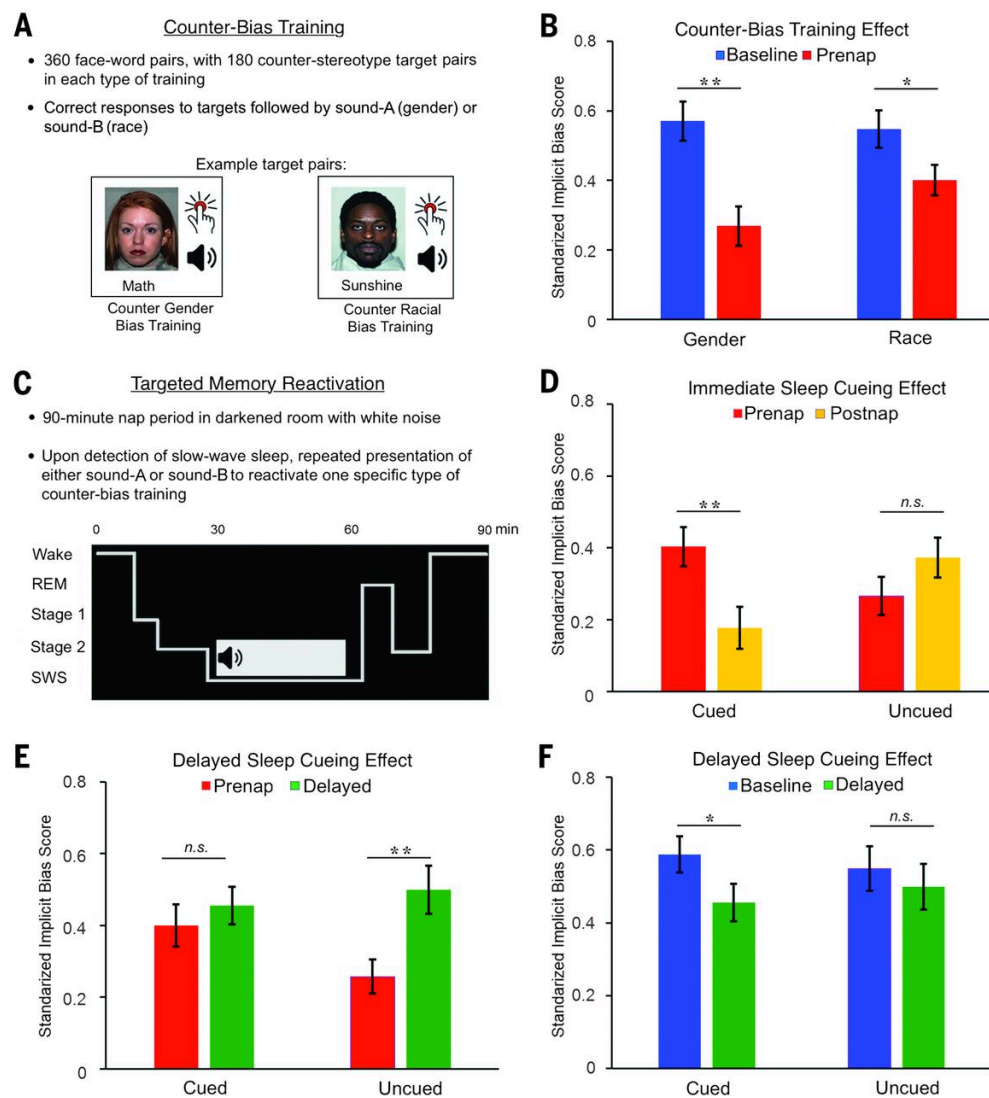 A
Counter-Bias Training
• 360 face-word pairs, with 180 counter-stereotype target pairs
in each type of training
• Correct responses to targets followed by sound-A (gender) or
sound-B (race)
Example target pairs:
Math
Counter Gender
Bias Training
Sunshine
Counter Racial
Bias Training
B
Counter-Bias Training Effect
Baseline Prenap
Standarized Implicit Bias Score
0.8
0.6
0.4
0.2
0
**
*
Gender
Race
C
Targeted Memory Reactivation
• 90-minute nap period in darkened room with white noise
• Upon detection of slow-wave sleep, repeated presentation of
either sound-A or sound-B to reactivate one specific type of
counter-bias training
0 30 60 90 min
Wake
REM
Stage 1
Stage 2
SWS
D
Immediate Sleep Cueing Effect
Prenap Postnap
Standarized Implicit Bias Score
0.8
0.6
0.4
0.2
0
**
n.s.
Cued
Uncued
E
Delayed Sleep Cueing Effect
Prenap Delayed
Standarized Implicit Bias Score
0.8
0.6
0.4
0.2
0
n.s.
**
Cued
Uncued
F
Delayed Sleep Cueing Effect
Baseline Delayed
Standarized Implicit Bias Score
0.8
0.6
0.4
0.2
0
*
n.s.
Cued
Uncued